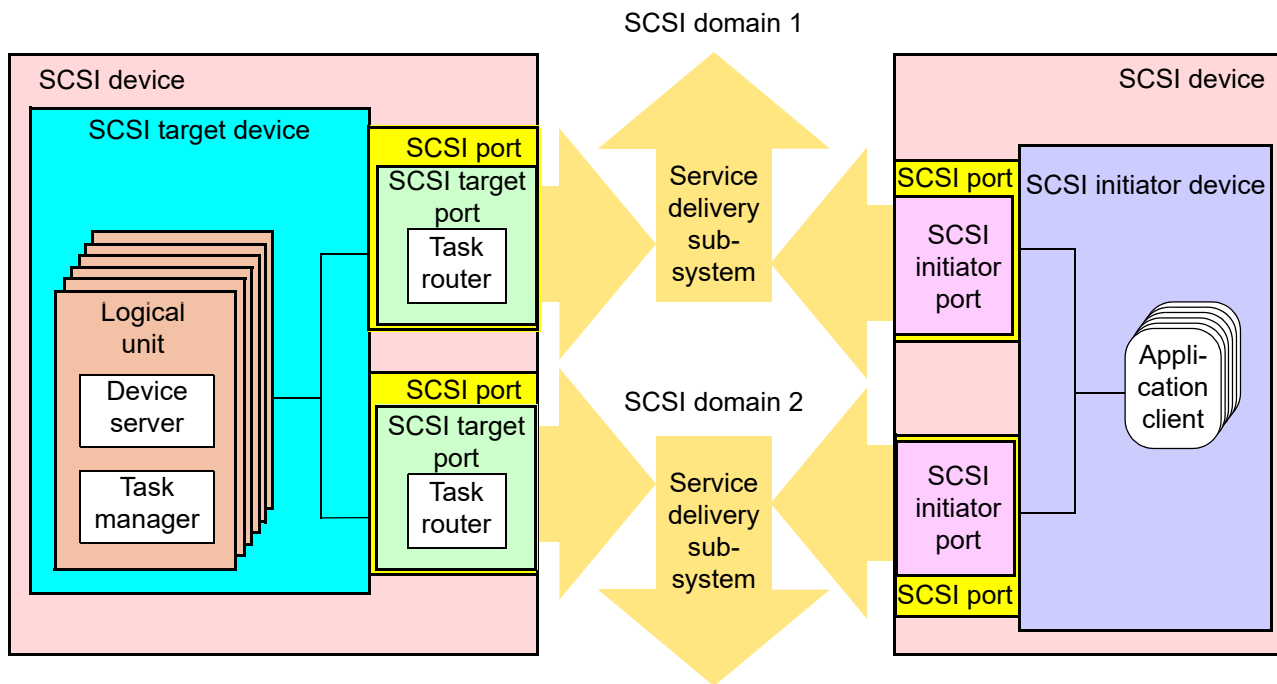 SCSI domain 1
SCSI device
SCSI target device
SCSI port
SCSI target
port
Task
router
Logical
unit
Device
server
Task
manager
SCSI port
SCSI target
port
Task
router
Service
delivery
sub-
system
SCSI domain 2
Service
delivery
sub-
system
SCSI device
SCSI port
SCSI initiator device
SCSI
initiator
port
Appli-
cation
client
SCSI
initiator
port
SCSI port